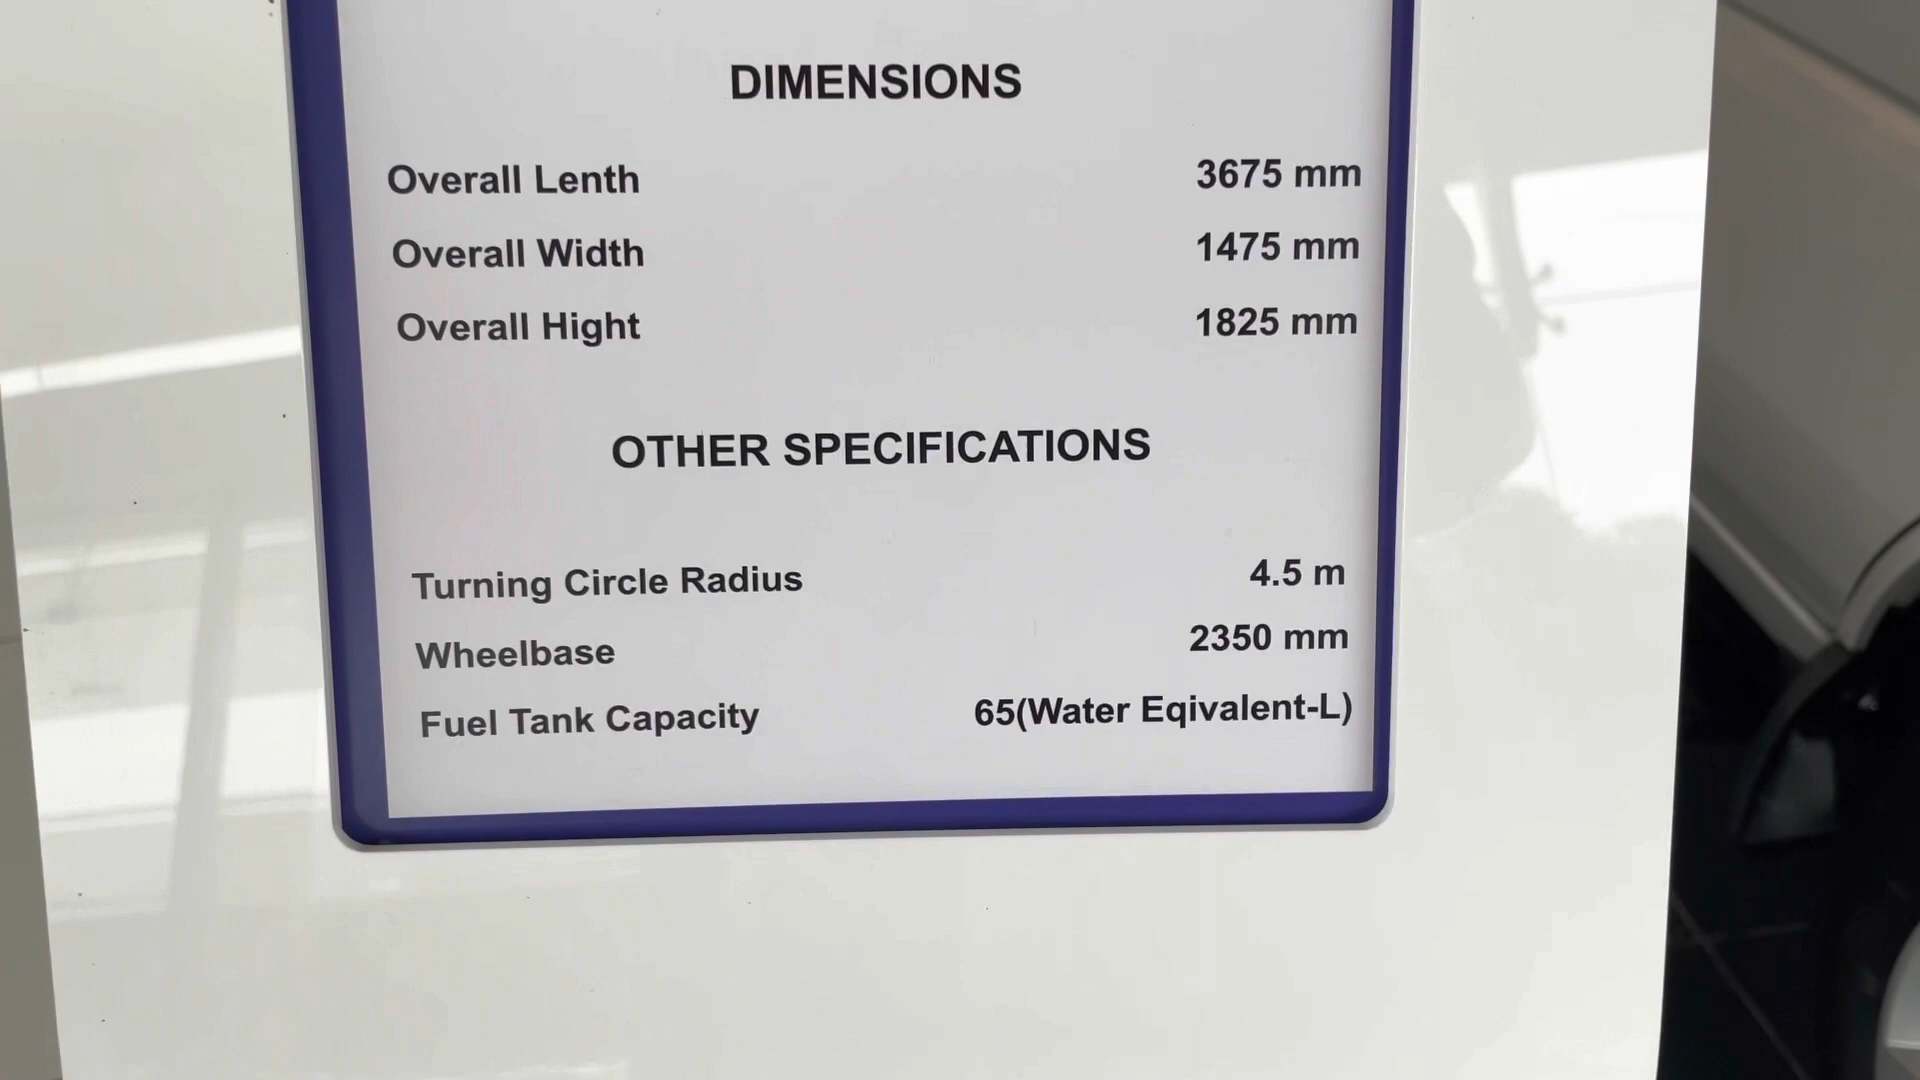 DIMENSIONS
Overall Lenth 3675 mm
Overall Width 1475 mm
Overall Hight 1825 mm
OTHER SPECIFICATIONS
Turning Circle Radius 4.5 m
Wheelbase 2350 mm
Fuel Tank Capacity 65(Water Eqivalent-L)